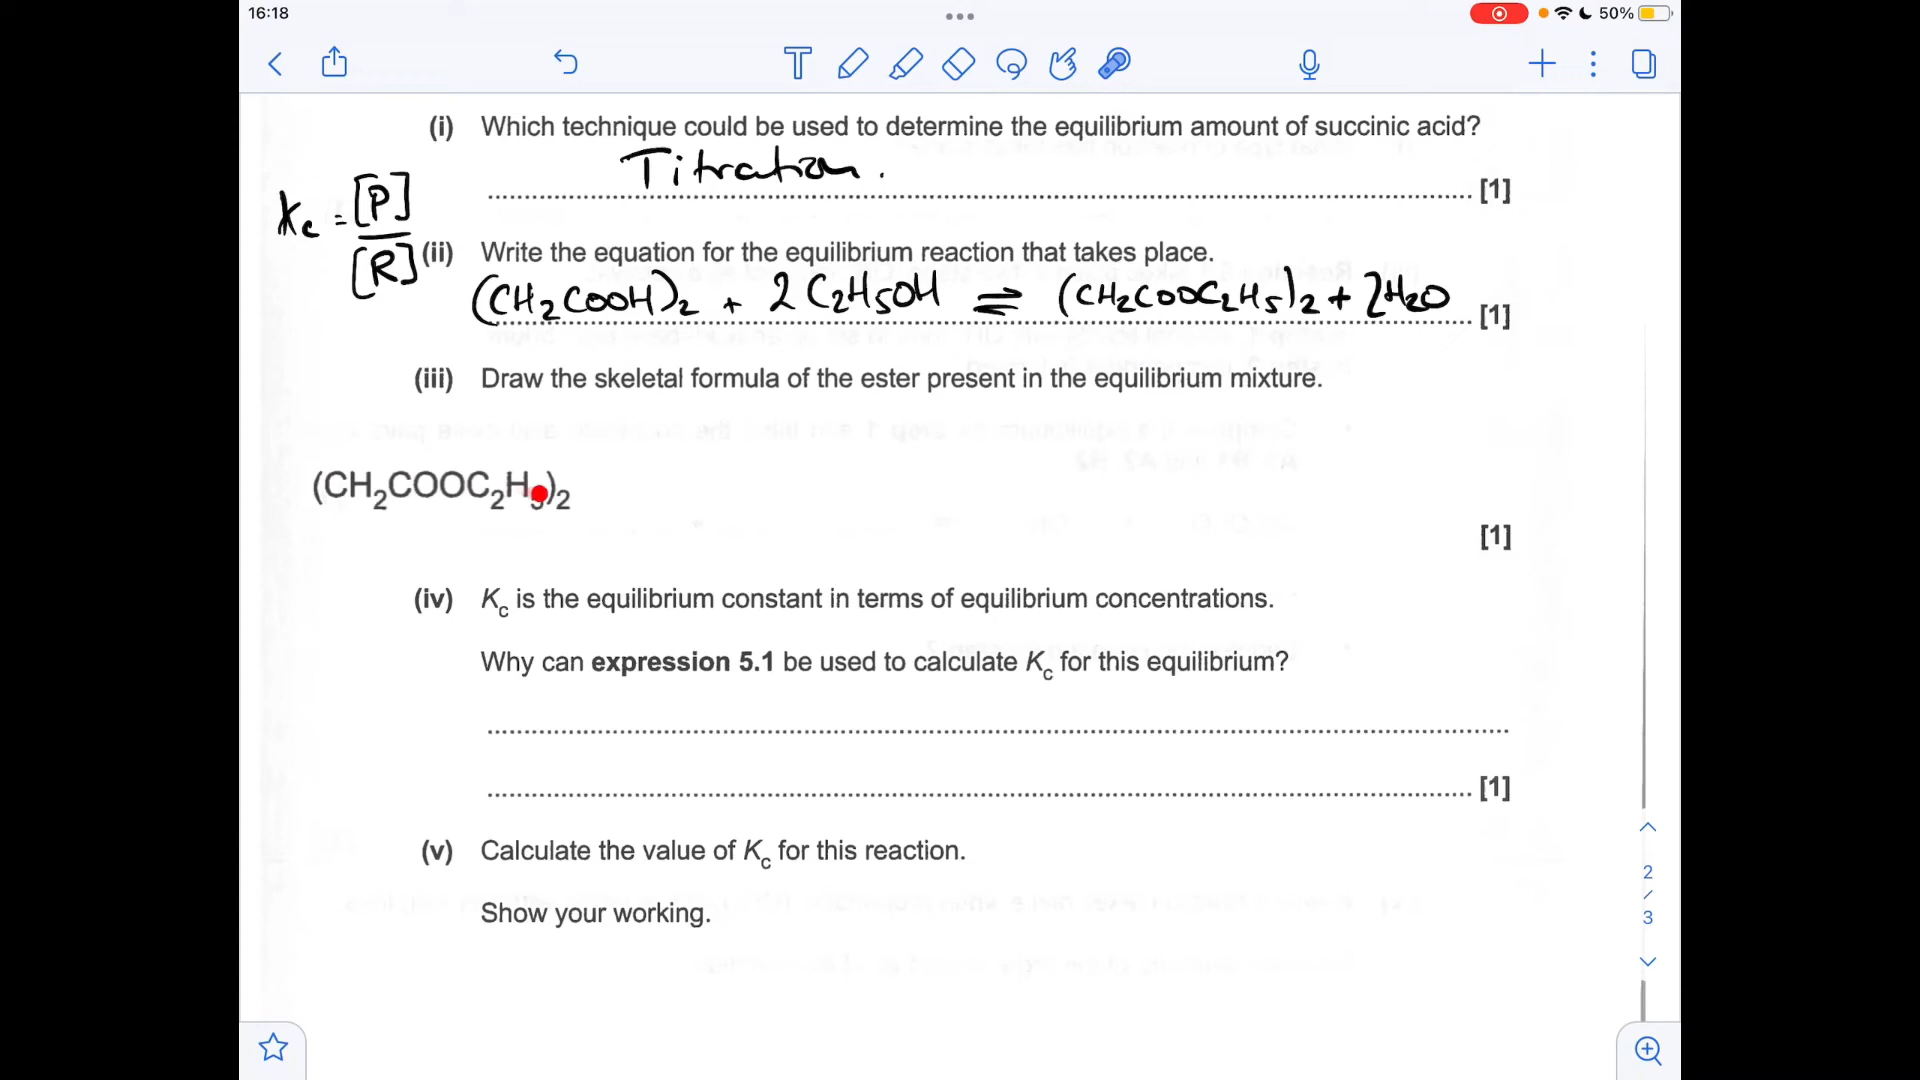 16:18
50%
(i) Which technique could be used to determine the equilibrium amount of succinic acid?
Titration.
[1]
Kc = [P]
[R]
(ii) Write the equation for the equilibrium reaction that takes place.
(CH2COOH)2 + 2C2H5OH ⇌ (CH2COOC2H5)2 + 2H2O
[1]
(iii) Draw the skeletal formula of the ester present in the equilibrium mixture.
(CH₂COOC₂H₅)₂
[1]
(iv) Kc is the equilibrium constant in terms of equilibrium concentrations.
Why can expression 5.1 be used to calculate Kc for this equilibrium?
[1]
(v) Calculate the value of Kc for this reaction.
Show your working.
2
/
3